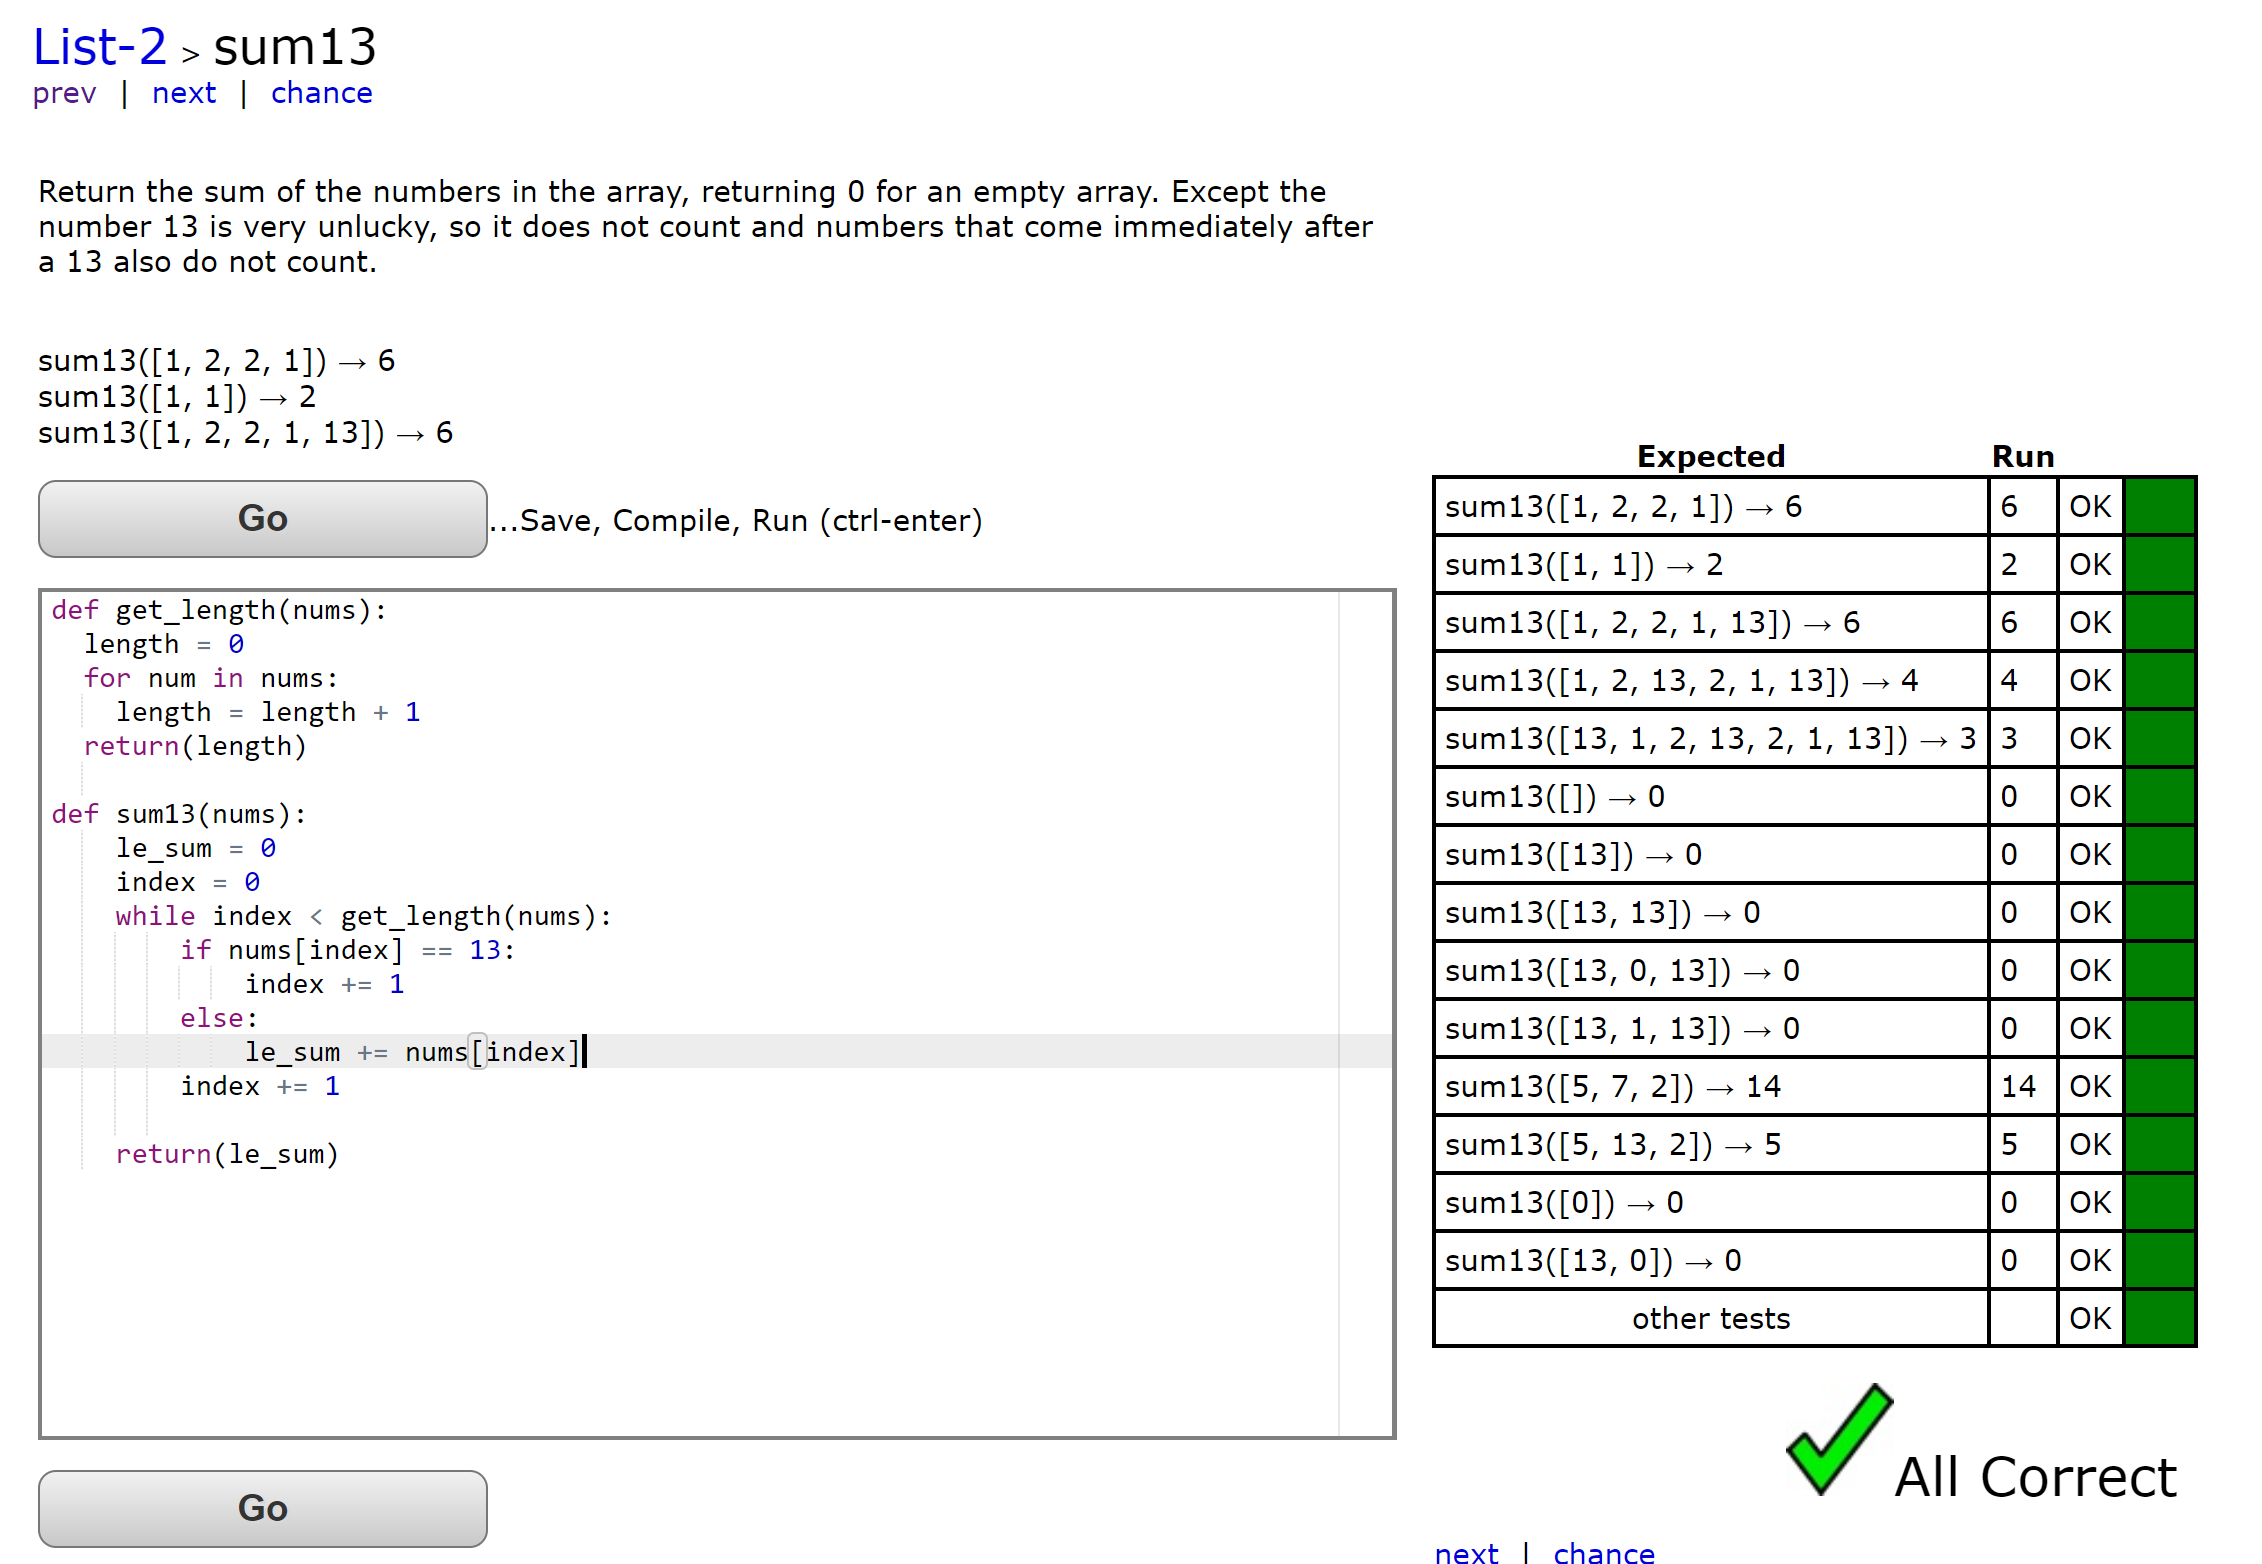 List-2 > sum13
prev | next | chance
Return the sum of the numbers in the array, returning 0 for an empty array. Except the
number 13 is very unlucky, so it does not count and numbers that come immediately after
a 13 also do not count.
sum13([1, 2, 2, 1]) → 6
sum13([1, 1]) → 2
sum13([1, 2, 2, 1, 13]) → 6
Go
...Save, Compile, Run (ctrl-enter)
def get_length(nums):
  length = 0
  for num in nums:
    length = length + 1
  return(length)
def sum13(nums):
    le_sum = 0
    index = 0
    while index < get_length(nums):
        if nums[index] == 13:
            index += 1
        else:
            le_sum += nums[index]
        index += 1
    return(le_sum)
Go
Expected Run
sum13([1, 2, 2, 1]) → 6 6 OK
sum13([1, 1]) → 2 2 OK
sum13([1, 2, 2, 1, 13]) → 6 6 OK
sum13([1, 2, 13, 2, 1, 13]) → 4 4 OK
sum13([13, 1, 2, 13, 2, 1, 13]) → 3 3 OK
sum13([]) → 0 0 OK
sum13([13]) → 0 0 OK
sum13([13, 13]) → 0 0 OK
sum13([13, 0, 13]) → 0 0 OK
sum13([13, 1, 13]) → 0 0 OK
sum13([5, 7, 2]) → 14 14 OK
sum13([5, 13, 2]) → 5 5 OK
sum13([0]) → 0 0 OK
sum13([13, 0]) → 0 0 OK
other tests OK
All Correct
next | chance